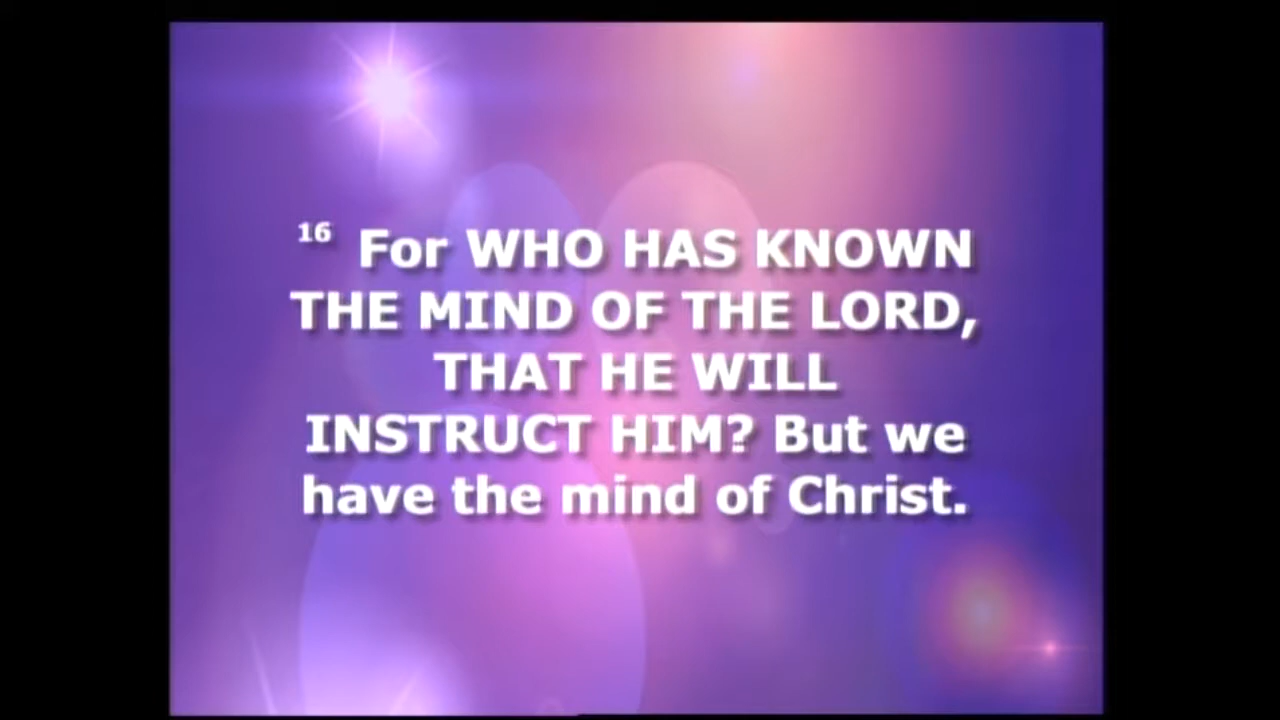 16 For WHO HAS KNOWN
THE MIND OF THE LORD,
THAT HE WILL
INSTRUCT HIM? But we
have the mind of Christ.